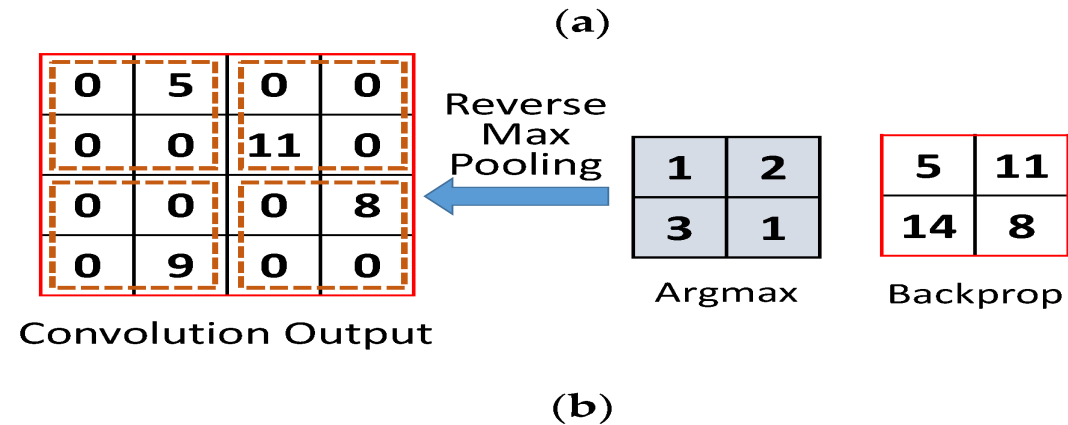 (a)
0 5 0 0
0 0 11 0
0 0 0 8
0 9 0 0
Convolution Output
Reverse
Max
Pooling
1 2
3 1
Argmax
5 11
14 8
Backprop
(b)